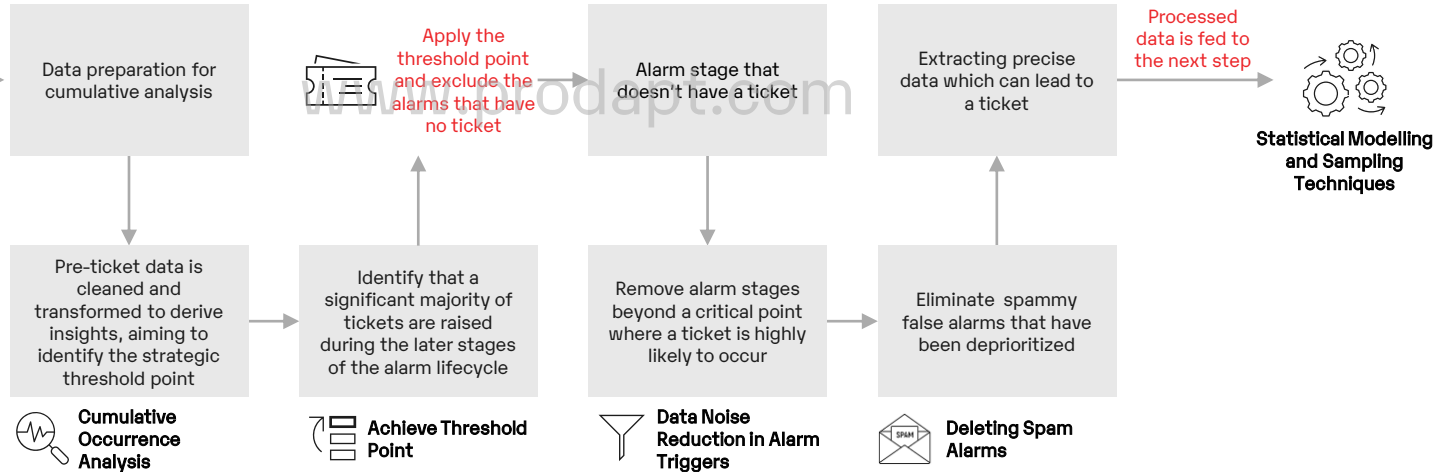 Data preparation for
cumulative analysis
Pre-ticket data is
cleaned and
transformed to derive
insights, aiming to
identify the strategic
threshold point
Cumulative
Occurrence
Analysis
Identify that a
significant majority of
tickets are raised
during the later stages
of the alarm lifecycle
Achieve Threshold
Point
Apply the
threshold point
and exclude the
alarms that have
no ticket
Alarm stage that
doesn't have a ticket
www.prodapt.com
Remove alarm stages
beyond a critical point
where a ticket is highly
likely to occur
Data Noise
Reduction in Alarm
Triggers
Eliminate spammy
false alarms that have
been deprioritized
SPAM
Deleting Spam
Alarms
Extracting precise
data which can lead to
a ticket
Processed
data is fed to
the next step
Statistical Modelling
and Sampling
Techniques